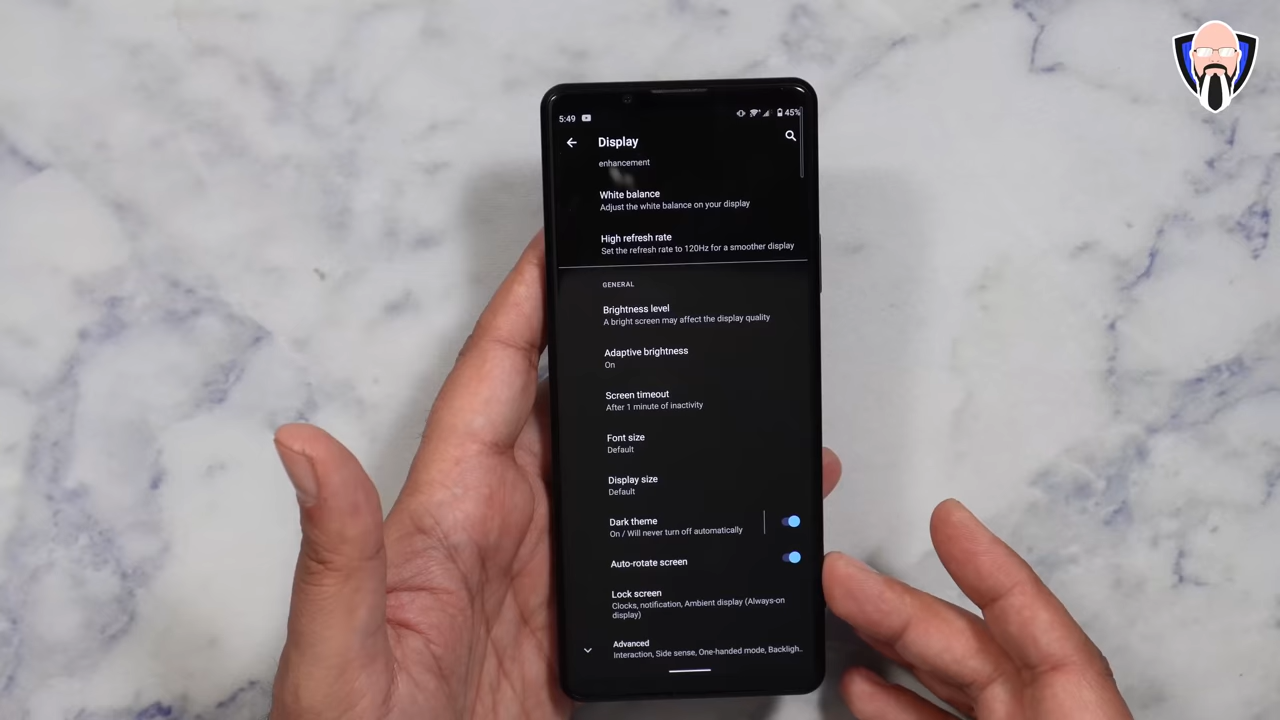 5:49
45%
Display
enhancement
White balance
Adjust the white balance on your display
High refresh rate
Set the refresh rate to 120Hz for a smoother display
GENERAL
Brightness level
A bright screen may affect the display quality
Adaptive brightness
On
Screen timeout
After 1 minute of inactivity
Font size
Default
Display size
Default
Dark theme
On / Will never turn off automatically
Auto-rotate screen
Lock screen
Clocks, notification, Ambient display (Always-on
display)
Advanced
Interaction, Side sense, One-handed mode, Backligh..